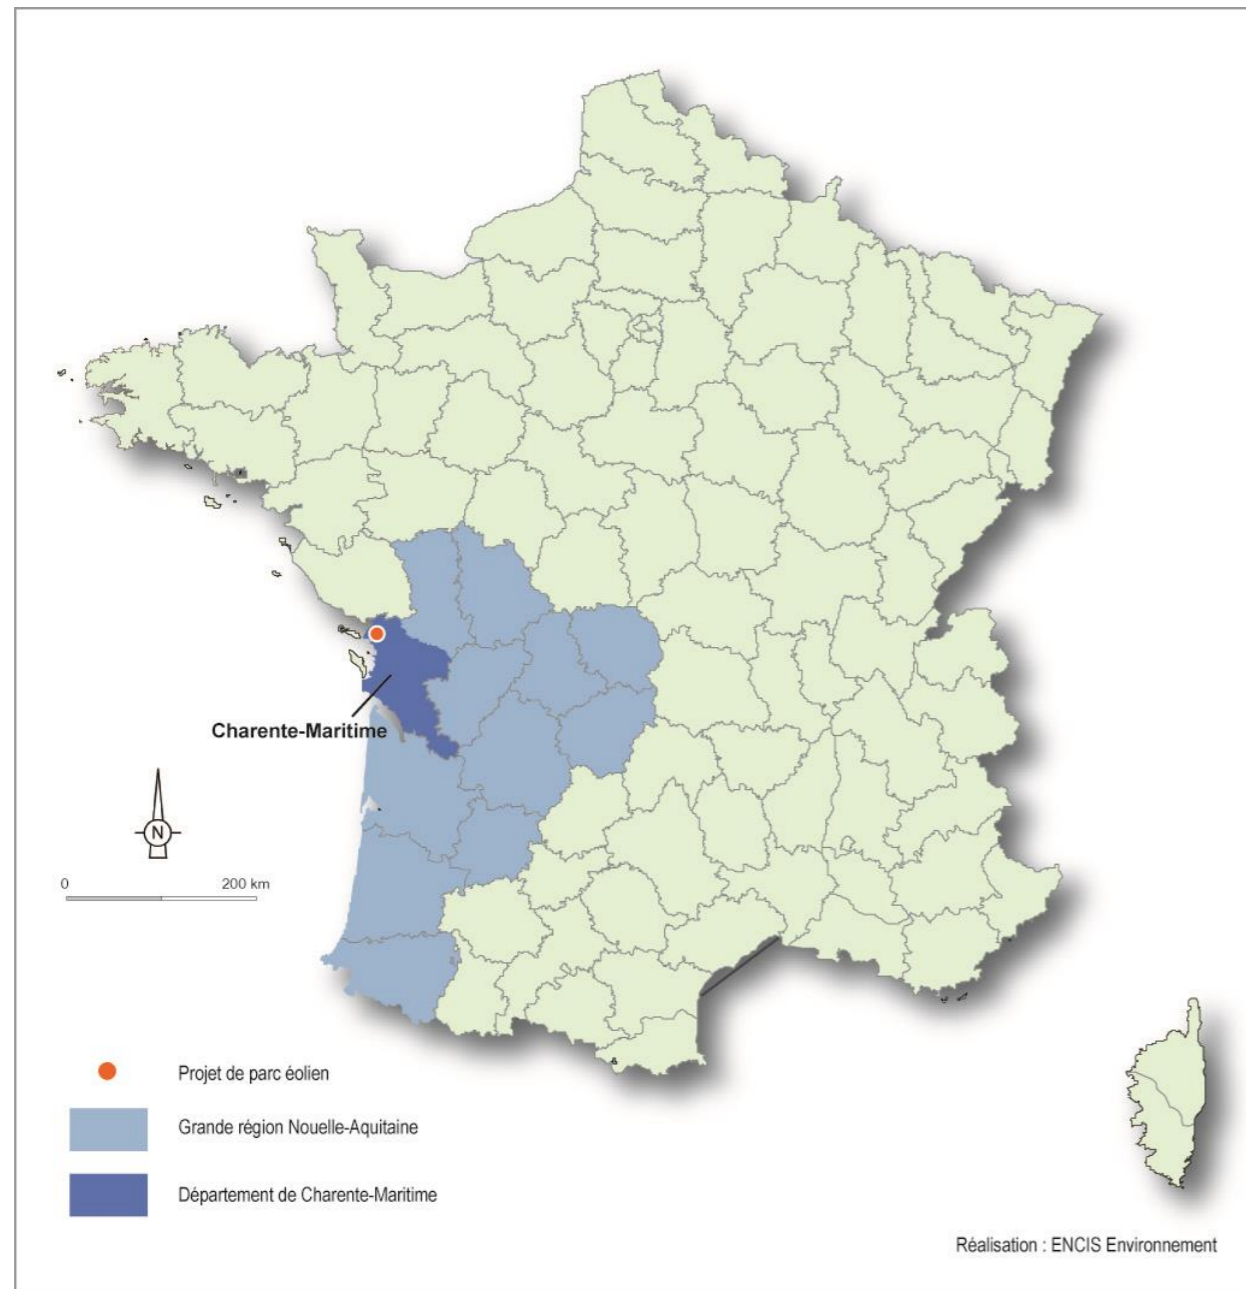 Charente-Maritime
N
0 200 km
Projet de parc éolien
Grande région Nouelle-Aquitaine
Département de Charente-Maritime
Réalisation : ENCIS Environnement